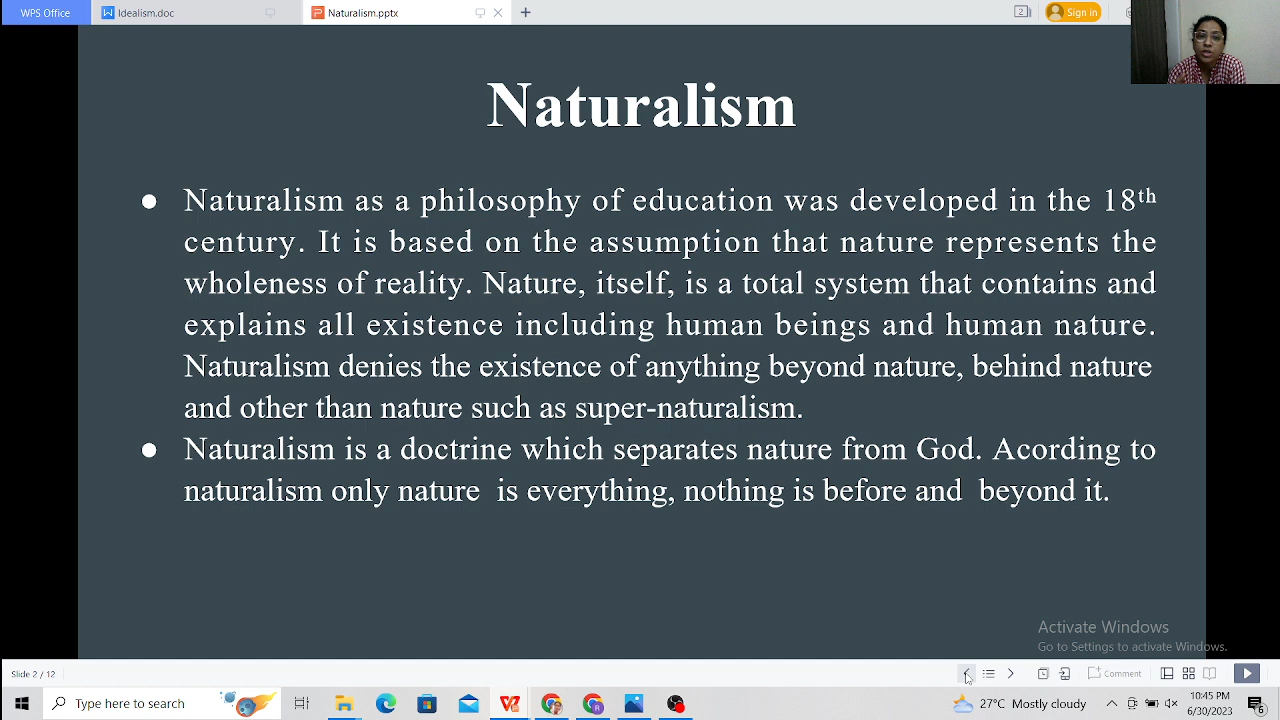 WPS Office
Idealism.doc
Naturalism.pptx
2
Sign in
Naturalism
Naturalism as a philosophy of education was developed in the 18th
century. It is based on the assumption that nature represents the
wholeness of reality. Nature, itself, is a total system that contains and
explains all existence including human beings and human nature.
Naturalism denies the existence of anything beyond nature, behind nature
and other than nature such as super-naturalism.
Naturalism is a doctrine which separates nature from God. Acording to
naturalism only nature is everything, nothing is before and beyond it.
Activate Windows
Go to Settings to activate Windows.
Slide 2 / 12
Comment
Type here to search
27°C Mostly cloudy
10:45 PM
6/30/2023
6